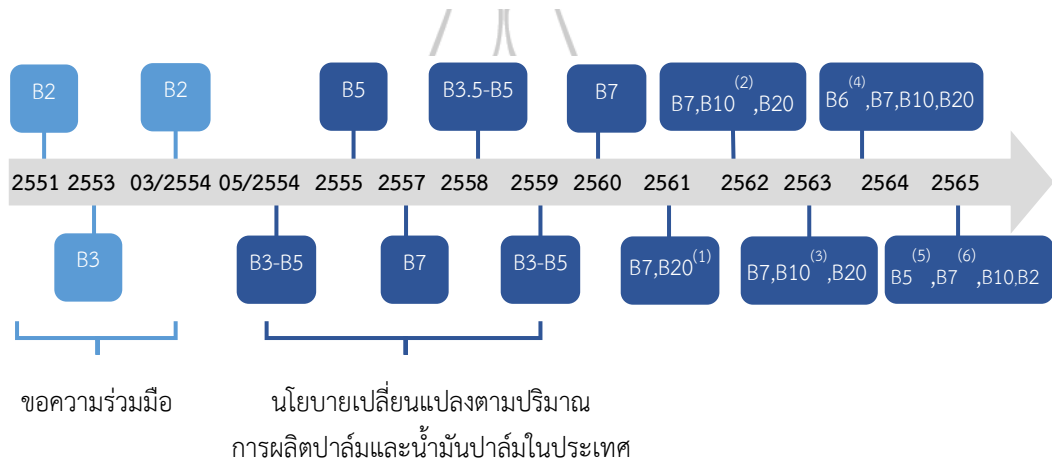 B2
B2
B5
B3.5-B5
B7
B7,B10(2),B20
B6(4),B7,B10,B20
2551 2553 03/2554 05/2554 2555 2557 2558 2559 2560 2561 2562 2563 2564 2565
B3
B3-B5
B7
B3-B5
B7,B20(1)
B7,B10(3),B20
B5(5),B7(6),B10,B2
ขอความร่วมมือ
นโยบายเปลี่ยนแปลงตามปริมาณ
การผลิตปาล์มและน้ำมันปาล์มในประเทศ